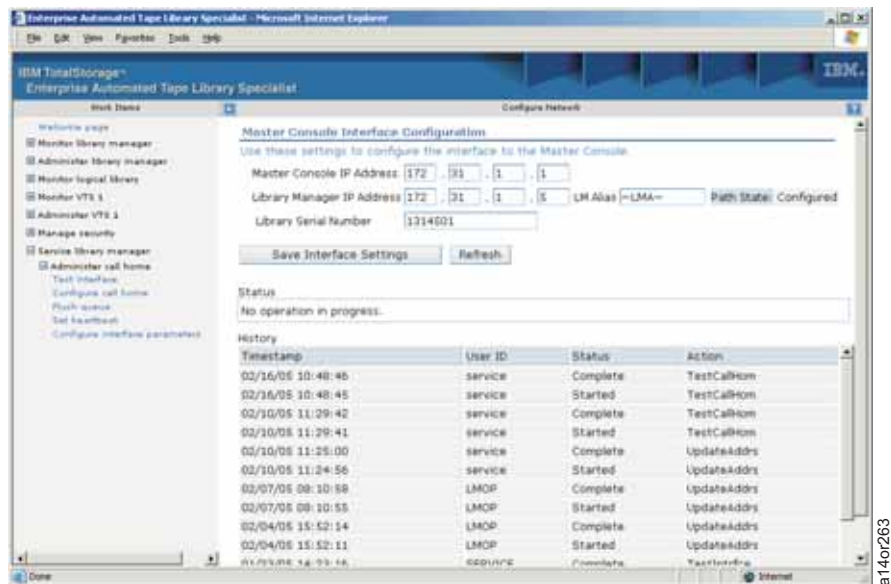 Enterprise Automated Tape Library Specialist - Microsoft Internet Explorer
File Edit View Favorites Tools Help
IBM TotalStorage™
Enterprise Automated Tape Library Specialist
IBM.
Work Items
Configure Network
Welcome page
Monitor library manager
Administer library manager
Monitor logical library
Monitor VTS 1
Administer VTS 1
Manage security
Service library manager
Administer call home
Test interface
Configure call home
Flush queue
Set heartbeat
Configure interface parameters
Master Console Interface Configuration
Use these settings to configure the interface to the Master Console.
Master Console IP Address 172 . 31 . 1 . 1
Library Manager IP Address 172 . 31 . 1 . 5 LM Alias ~LMA~ Path State: Configured
Library Serial Number 1314501
Save Interface Settings Refresh
Status
No operation in progress.
History
Timestamp User ID Status Action
02/16/05 10:48:46 service Complete TestCallHom
02/16/05 10:48:45 service Started TestCallHom
02/10/05 11:29:42 service Complete TestCallHom
02/10/05 11:29:41 service Started TestCallHom
02/10/05 11:25:00 service Complete UpdateAddrs
02/10/05 11:24:56 service Started UpdateAddrs
02/07/05 08:10:58 LMOP Complete UpdateAddrs
02/07/05 08:10:55 LMOP Started UpdateAddrs
02/04/05 15:52:14 LMOP Complete UpdateAddrs
02/04/05 15:52:11 LMOP Started UpdateAddrs
01/23/05 14:23:16 SERVICE Complete TestIntrfce
Done
Internet
a14or263